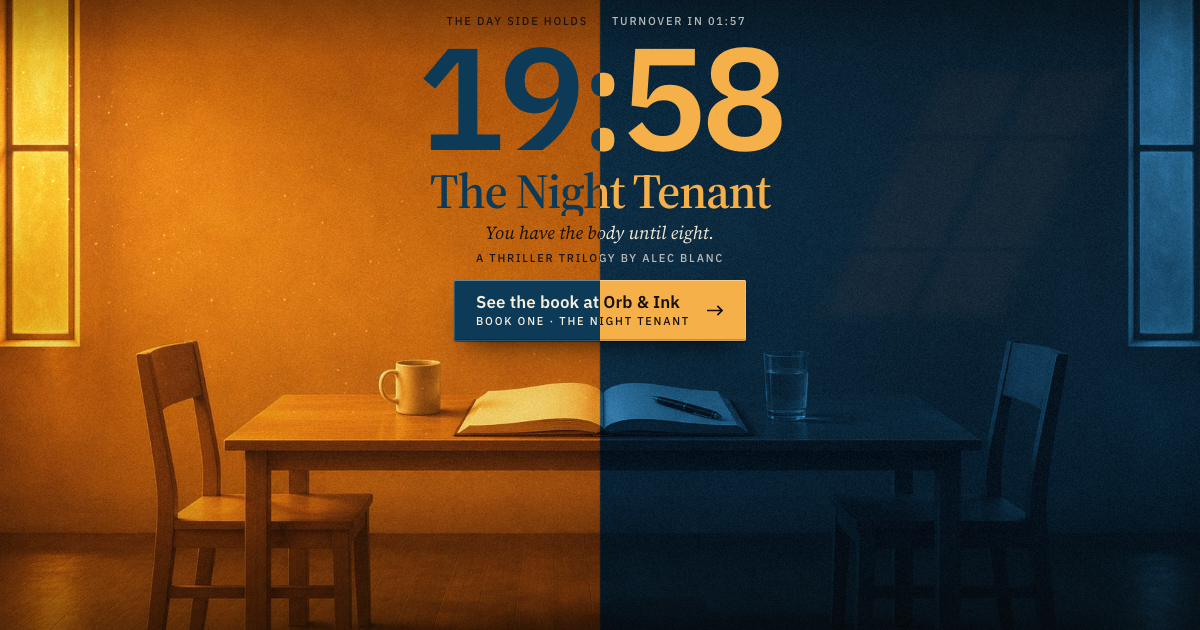 THE DAY SIDE HOLDS TURNOVER IN 01:57
19:58
The Night Tenant
You have the body until eight.
A THRILLER TRILOGY BY ALEC BLANC
See the book at Orb & Ink →
BOOK ONE · THE NIGHT TENANT